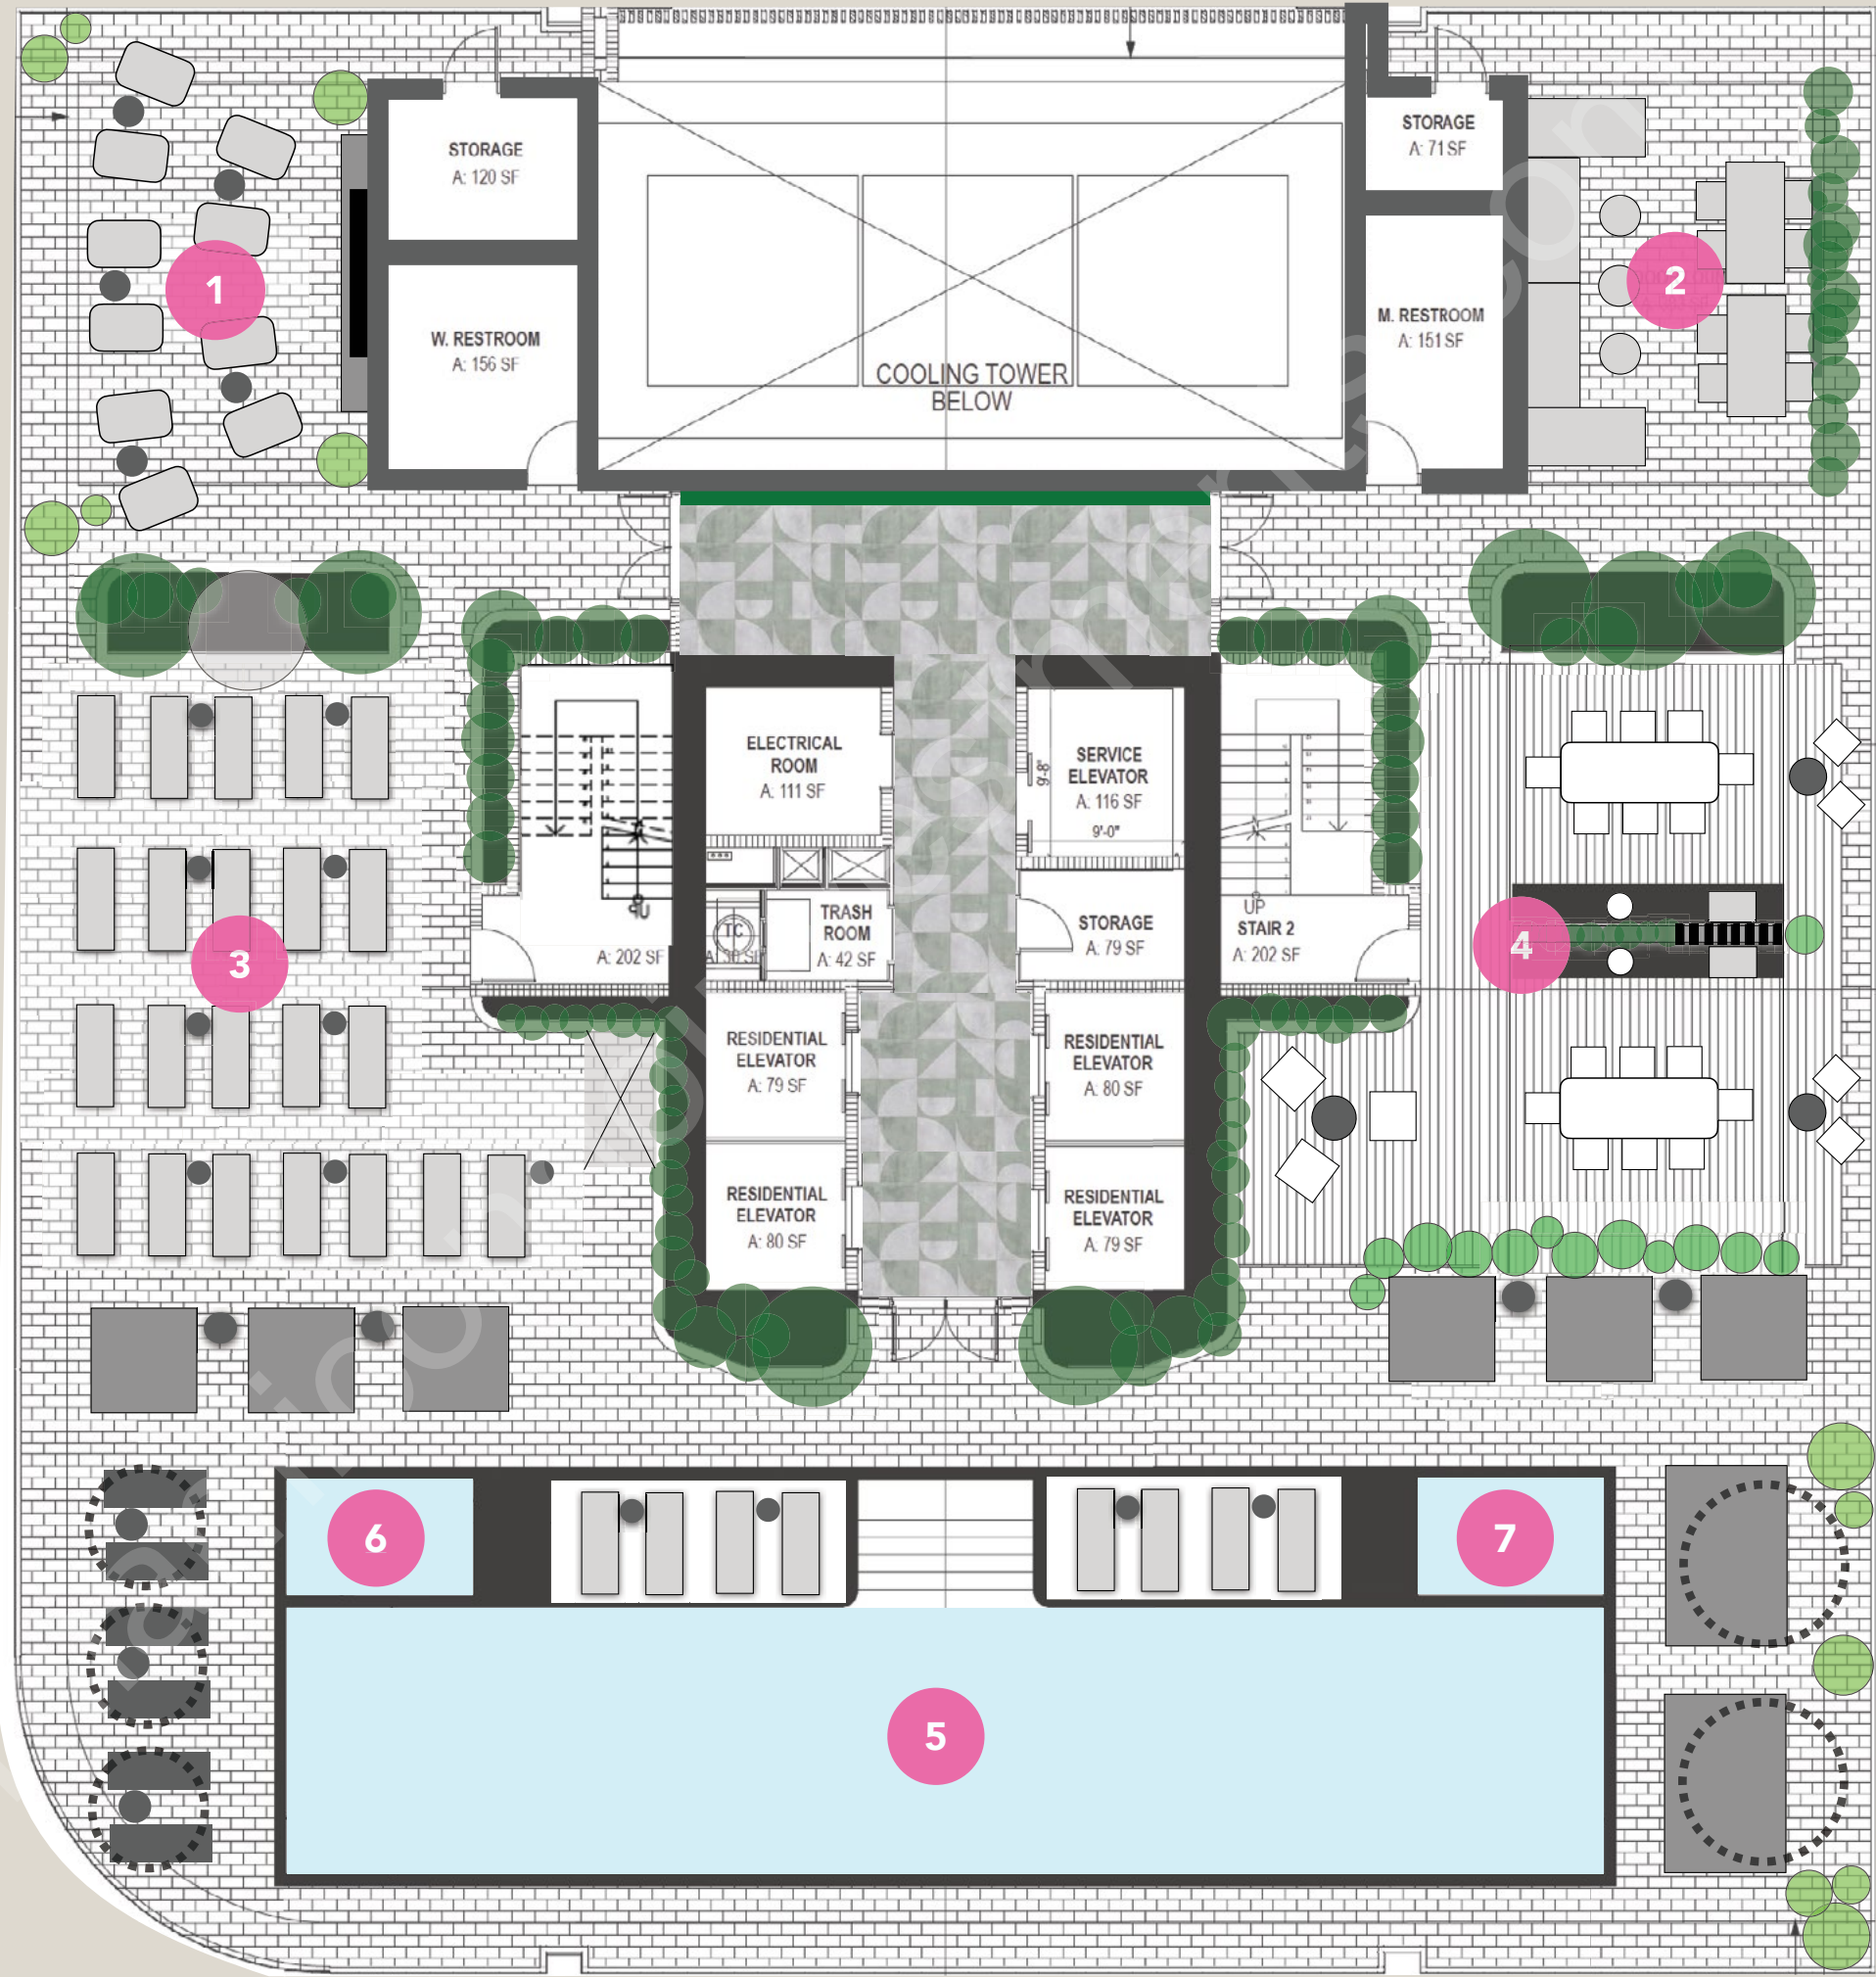 STORAGE
A: 120 SF
STORAGE
A: 71 SF
1
2
W. RESTROOM
A: 156 SF
M. RESTROOM
A: 151 SF
COOLING TOWER
BELOW
ELECTRICAL
ROOM
A: 111 SF
SERVICE
ELEVATOR
A: 116 SF
9'-8"
9'-0"
UP
A: 202 SF
TC
TRASH
ROOM
A: 42 SF
STORAGE
A: 79 SF
UP
STAIR 2
A: 202 SF
3
4
RESIDENTIAL
ELEVATOR
A: 79 SF
RESIDENTIAL
ELEVATOR
A: 80 SF
RESIDENTIAL
ELEVATOR
A: 80 SF
RESIDENTIAL
ELEVATOR
A: 79 SF
6
7
5